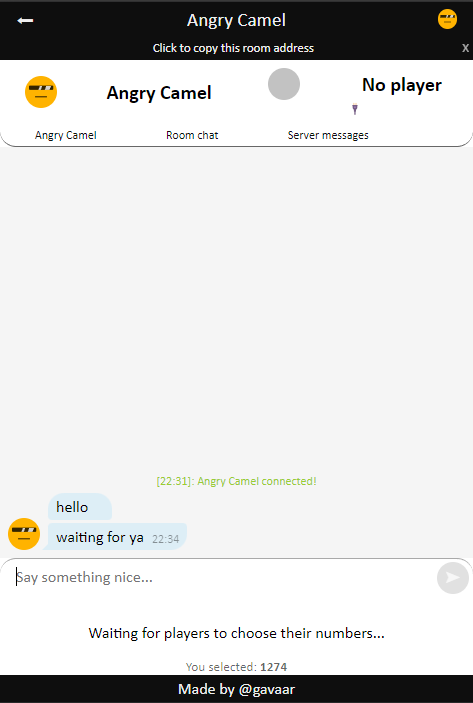 Angry Camel
Click to copy this room address X
Angry Camel No player
Angry Camel Room chat Server messages
[22:31]: Angry Camel connected!
hello
waiting for ya 22:34
Say something nice...
Waiting for players to choose their numbers...
You selected: 1274
Made by @gavaar